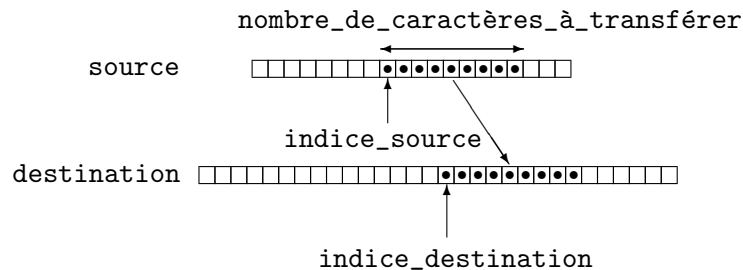 nombre_de_caractères_à_transférer
source
indice_source
destination
indice_destination